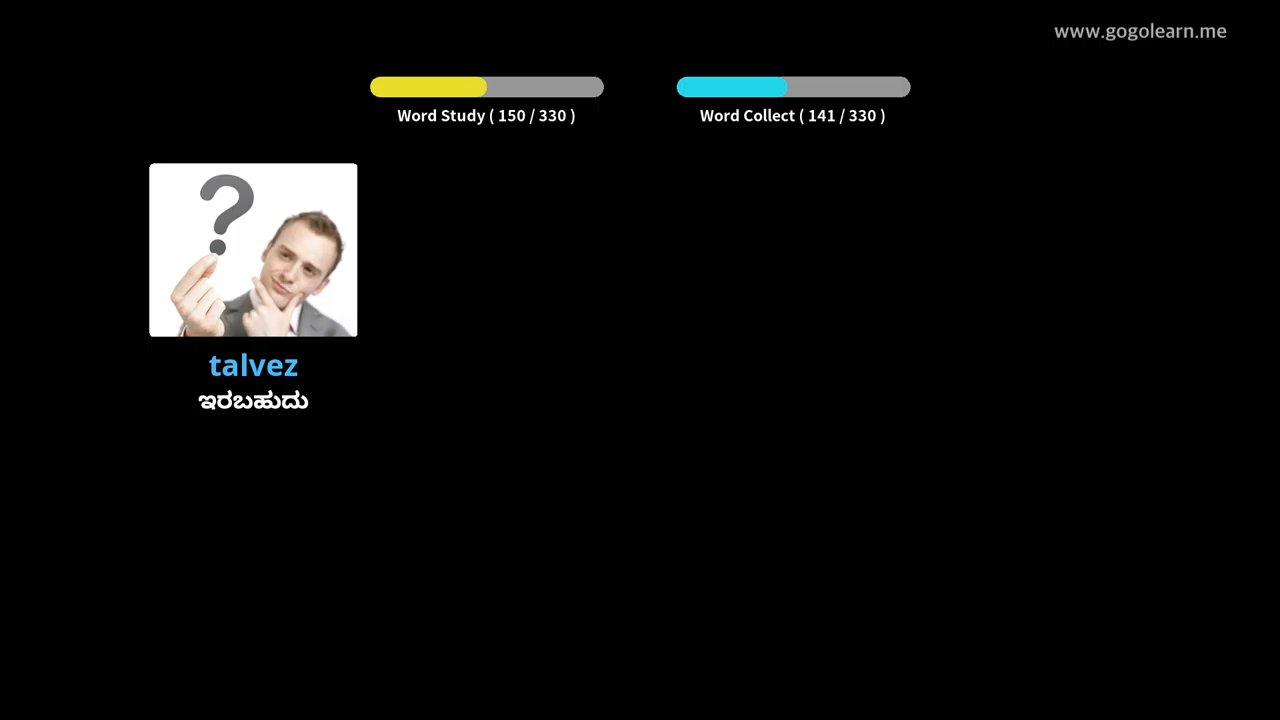 www.gogolearn.me
Word Study ( 150 / 330 )
Word Collect ( 141 / 330 )
?
talvez
ಇರಬಹುದು